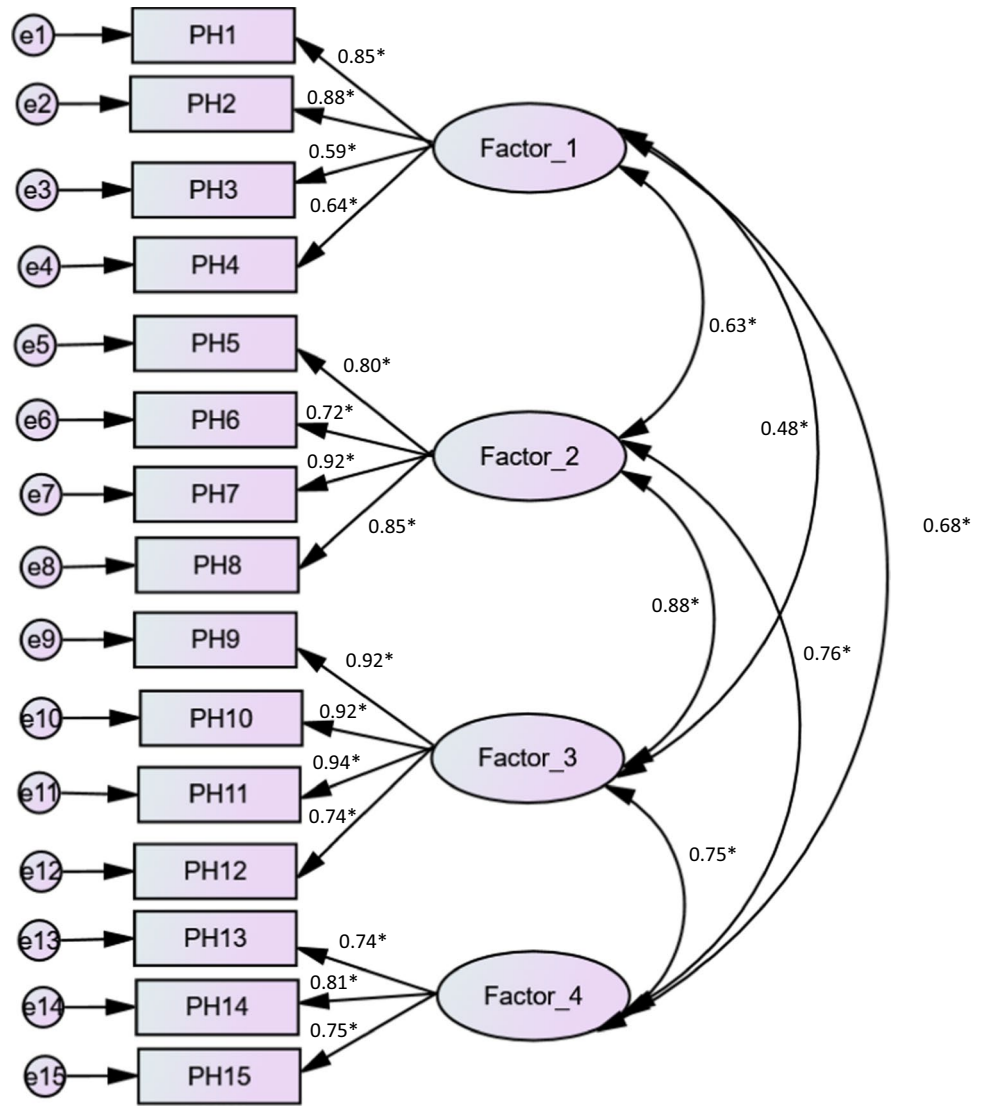 e1
PH1
0.85*
e2
PH2
0.88*
Factor_1
0.59*
e3
PH3
0.64*
e4
PH4
0.63*
e5
PH5
0.80*
e6
PH6
0.72*
0.48*
Factor_2
0.92*
e7
PH7
0.85*
0.68*
e8
PH8
0.88*
e9
PH9
0.92*
0.76*
e10
PH10
0.92*
Factor_3
0.94*
e11
PH11
0.74*
0.75*
e12
PH12
e13
PH13
0.74*
0.81*
Factor_4
e14
PH14
0.75*
e15
PH15